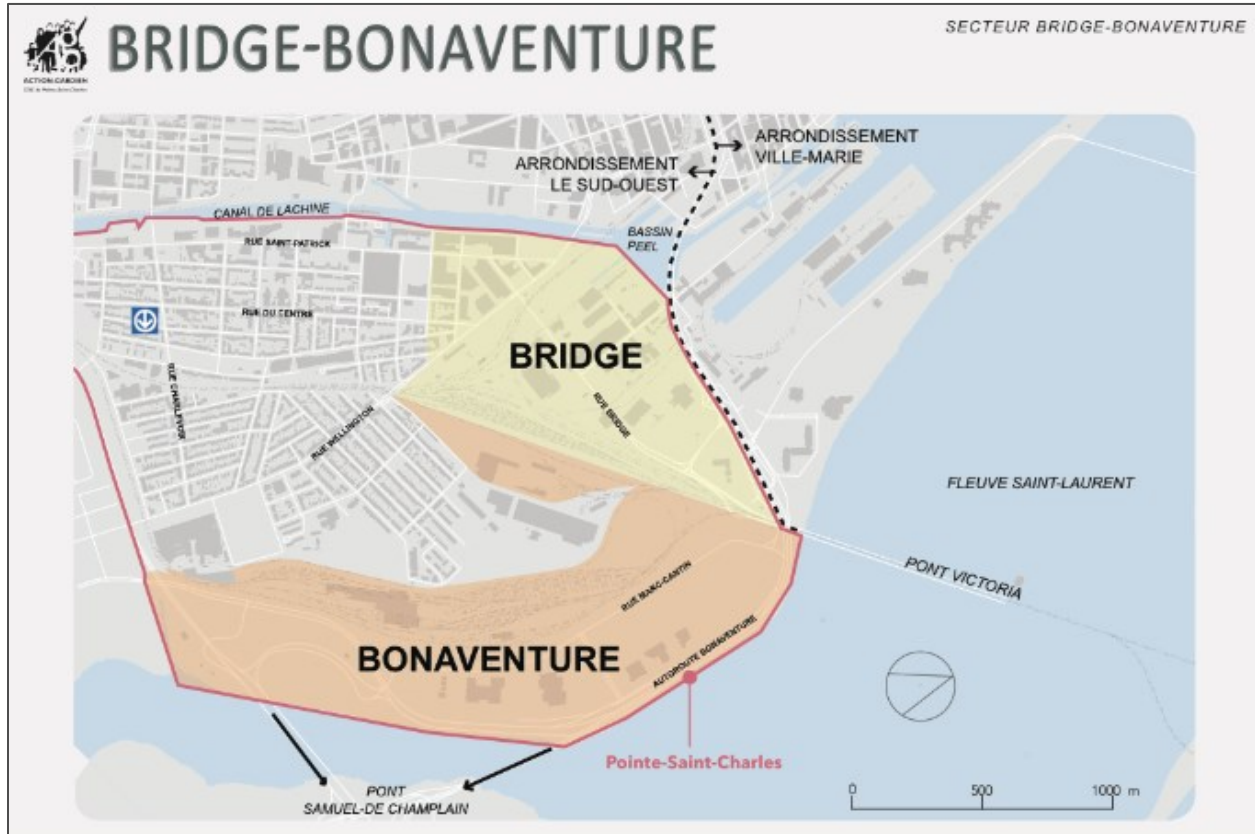 SECTEUR BRIDGE-BONAVENTURE
BRIDGE-BONAVENTURE
ACTION-GARDIEN
ARRONDISSEMENT
VILLE-MARIE
ARRONDISSEMENT
LE SUD-OUEST
CANAL DE LACHINE
BASSIN
PEEL
RUE SAINT-PATRICK
RUE DU CENTRE
BRIDGE
RUE CHARLEVOIX
RUE WELLINGTON
RUE BRIDGE
FLEUVE SAINT-LAURENT
PONT VICTORIA
RUE MARC-CANTIN
BONAVENTURE
AUTOROUTE BONAVENTURE
Pointe-Saint-Charles
PONT
SAMUEL-DE CHAMPLAIN
0 500 1000 m